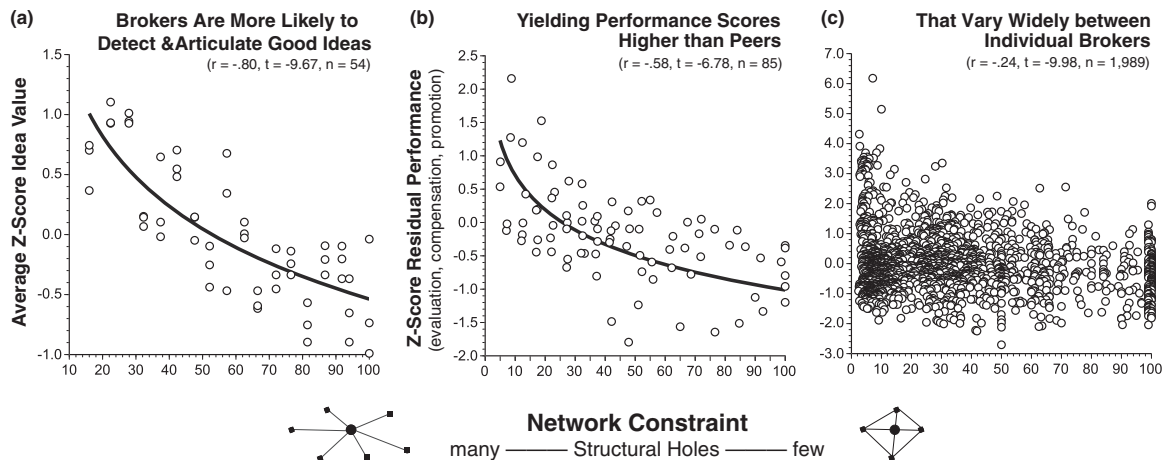 (a)
Brokers Are More Likely to
Detect &Articulate Good Ideas
(r = -.80, t = -9.67, n = 54)
Average Z-Score Idea Value
1.5
1.0
0.5
0.0
-0.5
-1.0
10 20 30 40 50 60 70 80 90 100
(b)
Yielding Performance Scores
Higher than Peers
(r = -.58, t = -6.78, n = 85)
Z-Score Residual Performance
(evaluation, compensation, promotion)
2.5
2.0
1.5
1.0
0.5
0.0
-0.5
-1.0
-1.5
-2.0
0 10 20 30 40 50 60 70 80 90 100
(c)
That Vary Widely between
Individual Brokers
(r = -.24, t = -9.98, n = 1,989)
7.0
6.0
5.0
4.0
3.0
2.0
1.0
0.0
-1.0
-2.0
-3.0
0 10 20 30 40 50 60 70 80 90 100
Network Constraint
many ——— Structural Holes ——— few